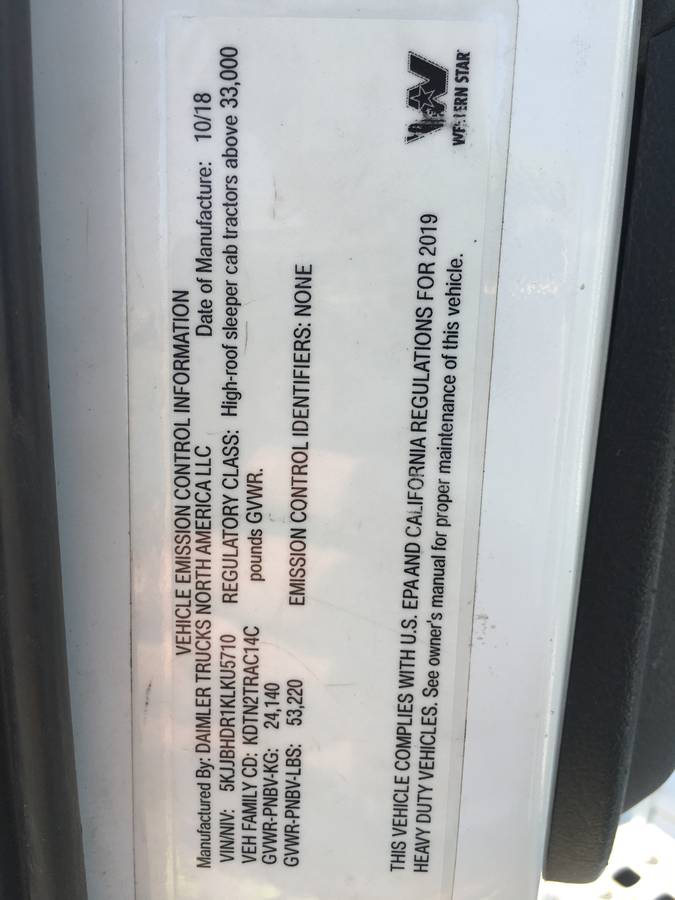 VEHICLE EMISSION CONTROL INFORMATION
Manufactured By: DAIMLER TRUCKS NORTH AMERICA LLC Date of Manufacture: 10/18
VIN/NIV: 5KJJBHDR1KLKU5710 REGULATORY CLASS: High-roof sleeper cab tractors above 33,000
VEH FAMILY CD: KDTN2TRAC14C pounds GVWR.
GVWR-PNBV-KG: 24,140
GVWR-PNBV-LBS: 53,220 EMISSION CONTROL IDENTIFIERS: NONE
THIS VEHICLE COMPLIES WITH U.S. EPA AND CALIFORNIA REGULATIONS FOR 2019
HEAVY DUTY VEHICLES. See owner's manual for proper maintenance of this vehicle.
WESTERN STAR